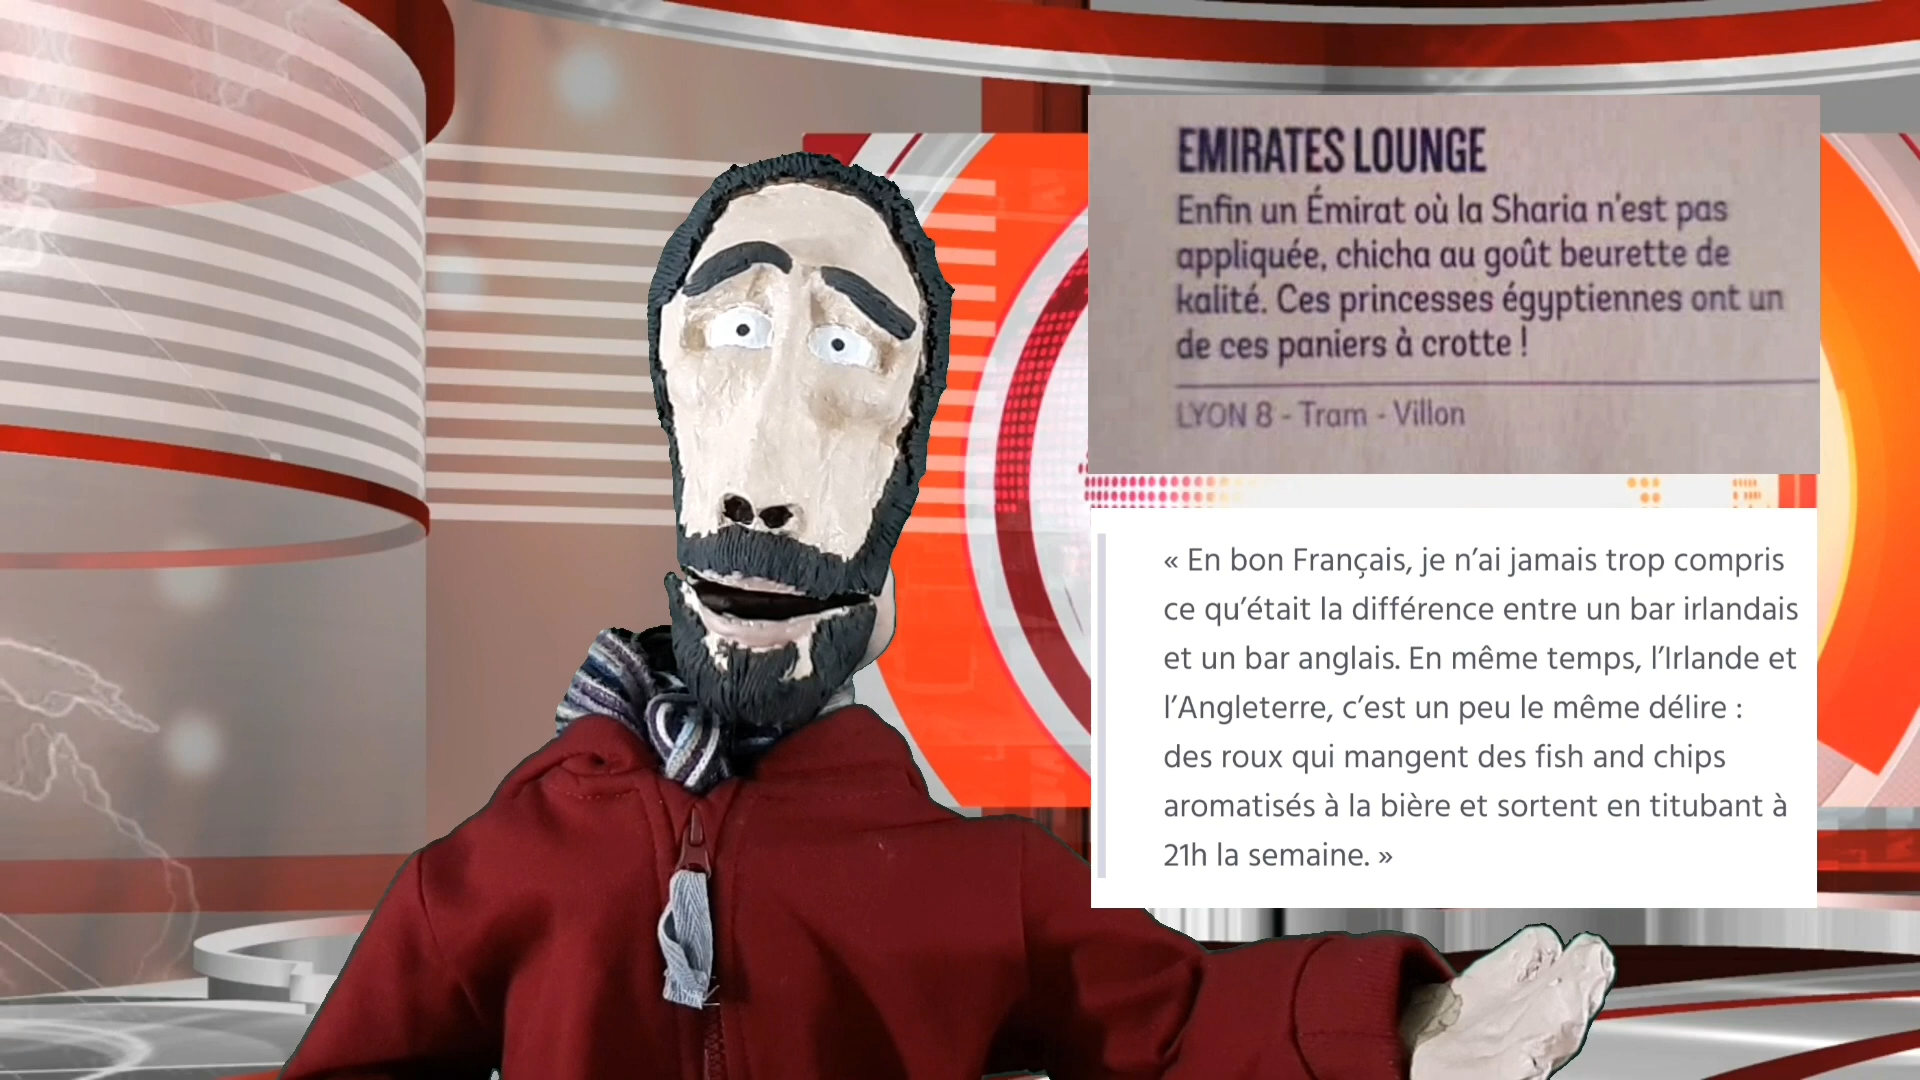 EMIRATES LOUNGE
Enfin un Émirat où la Sharia n'est pas
appliquée, chicha au goût beurette de
kalité. Ces princesses égyptiennes ont un
de ces paniers à crotte !
LYON 8 - Tram - Villon
« En bon Français, je n’ai jamais trop compris
ce qu’était la différence entre un bar irlandais
et un bar anglais. En même temps, l’Irlande et
l’Angleterre, c’est un peu le même délire :
des roux qui mangent des fish and chips
aromatisés à la bière et sortent en titubant à
21h la semaine. »